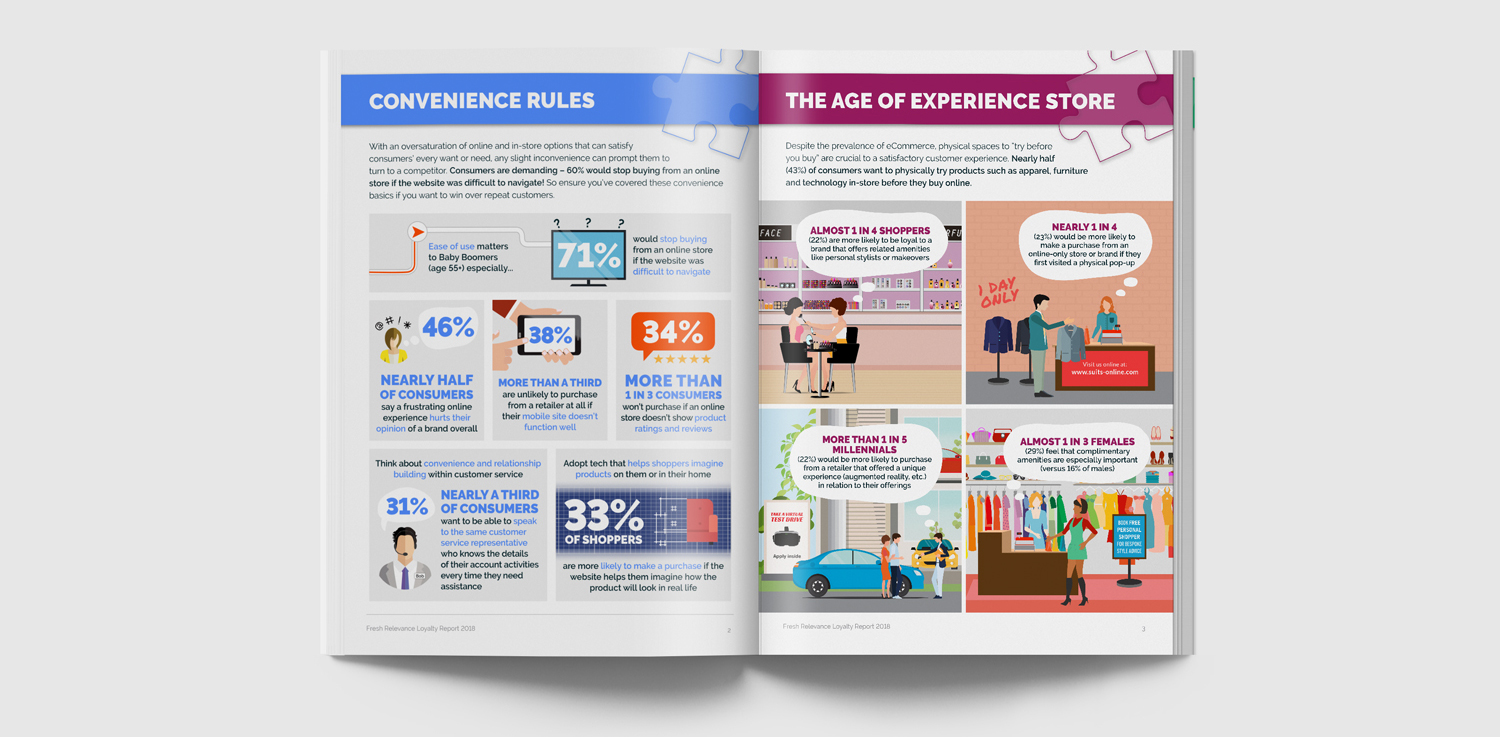 CONVENIENCE RULES
With an oversaturation of online and in-store options that can satisfy
consumers' every want or need, any slight inconvenience can prompt them to
turn to a competitor. Consumers are demanding – 60% would stop buying from an online
store if the website was difficult to navigate! So ensure you've covered these convenience
basics if you want to win over repeat customers.
Ease of use matters
to Baby Boomers
(age 55+) especially...
? ? ?
71%
would stop buying
from an online store
if the website was
difficult to navigate
@#!*
46%
NEARLY HALF
OF CONSUMERS
say a frustrating online
experience hurts their
opinion of a brand overall
38%
MORE THAN A THIRD
are unlikely to purchase
from a retailer at all if
their mobile site doesn't
function well
34%
MORE THAN
1 IN 3 CONSUMERS
won't purchase if an online
store doesn't show product
ratings and reviews
Think about convenience and relationship
building within customer service
31%
NEARLY A THIRD
OF CONSUMERS
want to be able to speak
to the same customer
service representative
who knows the details
of their account activities
every time they need
assistance
Bob
Adopt tech that helps shoppers imagine
products on them or in their home
33%
OF SHOPPERS
are more likely to make a purchase if the
website helps them imagine how the
product will look in real life
Fresh Relevance Loyalty Report 2018
2
THE AGE OF EXPERIENCE STORE
Despite the prevalence of eCommerce, physical spaces to "try before
you buy" are crucial to a satisfactory customer experience. Nearly half
(43%) of consumers want to physically try products such as apparel, furniture
and technology in-store before they buy online.
FACE
ALMOST 1 IN 4 SHOPPERS
(22%) are more likely to be loyal to a
brand that offers related amenities
like personal stylists or makeovers
RFU
NEARLY 1 IN 4
(23%) would be more likely to
make a purchase from an
online-only store or brand if they
first visited a physical pop-up
1 DAY
ONLY
Visit us online at:
www.suits-online.com
MORE THAN 1 IN 5
MILLENNIALS
(22%) would be more likely to purchase
from a retailer that offered a unique
experience (augmented reality, etc.)
in relation to their offerings
TAKE A VIRTUAL
TEST DRIVE
Apply Inside
ALMOST 1 IN 3 FEMALES
(29%) feel that complimentary
amenities are especially important
(versus 16% of males)
BOOK FREE
PERSONAL
SHOPPER
FOR BESPOKE
STYLE ADVICE
Fresh Relevance Loyalty Report 2018
3